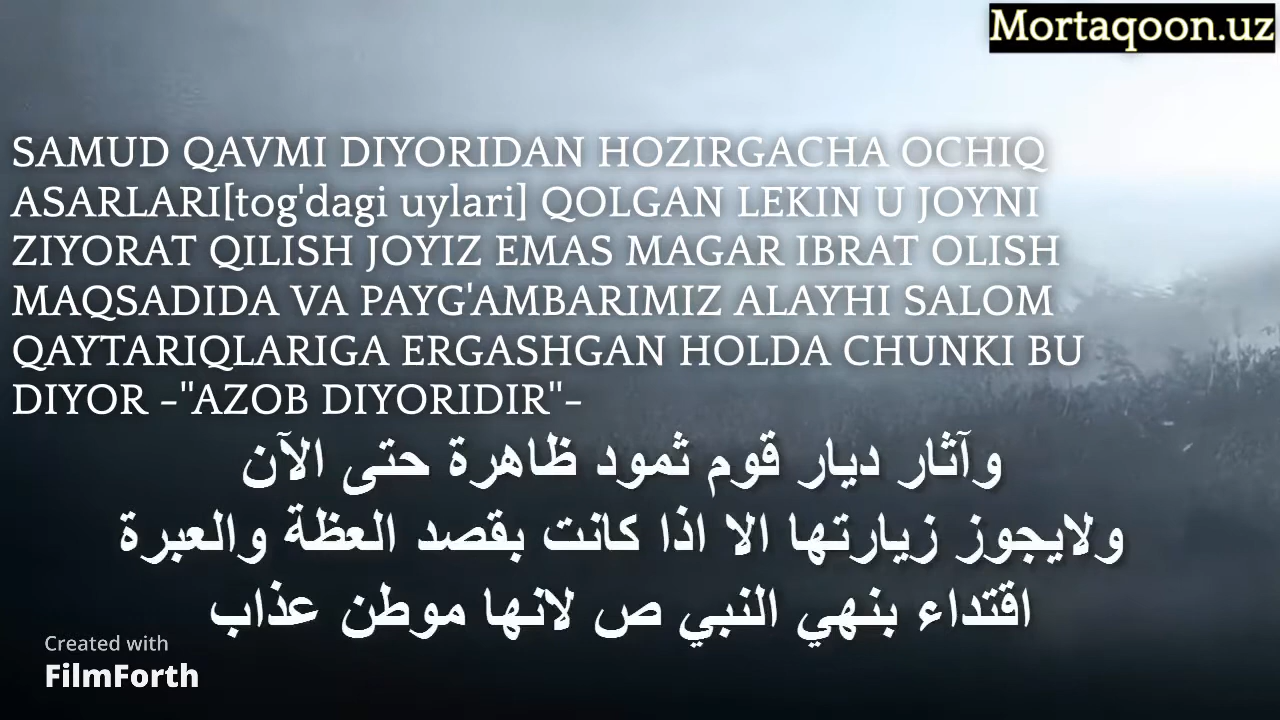 Mortaqoon.uz
SAMUD QAVMI DIYORIDAN HOZIRGACHA OCHIQ
ASARLARI[tog'dagi uylari] QOLGAN LEKIN U JOYNI
ZIYORAT QILISH JOYIZ EMAS MAGAR IBRAT OLISH
MAQSADIDA VA PAYG'AMBARIMIZ ALAYHI SALOM
QAYTARIQLARIGA ERGASHGAN HOLDA CHUNKI BU
DIYOR -"AZOB DIYORIDIR"-
وآثار ديار قوم ثمود ظاهرة حتى الآن
ولايجوز زيارتها الا اذا كانت بقصد العظة والعبرة
اقتداء بنهي النبي ص لانها موطن عذاب
Created with
FilmForth